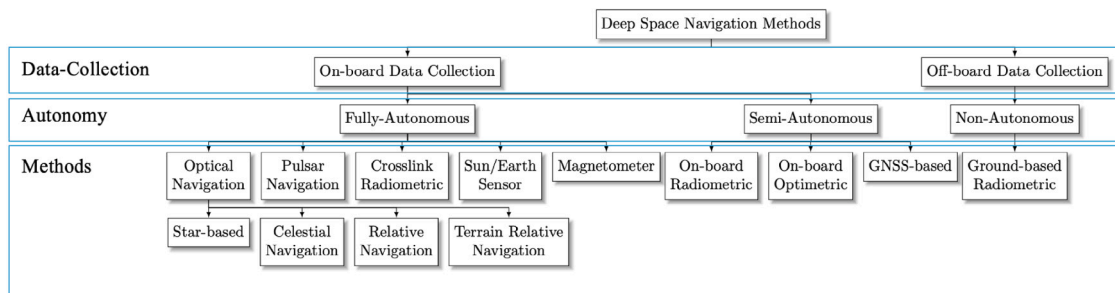 Deep Space Navigation Methods
Data-Collection
On-board Data Collection
Off-board Data Collection
Autonomy
Fully-Autonomous
Semi-Autonomous
Non-Autonomous
Methods
Optical
Navigation
Pulsar
Navigation
Crosslink
Radiometric
Sun/Earth
Sensor
Magnetometer
On-board
Radiometric
On-board
Optimetric
GNSS-based
Ground-based
Radiometric
Star-based
Celestial
Navigation
Relative
Navigation
Terrain Relative
Navigation